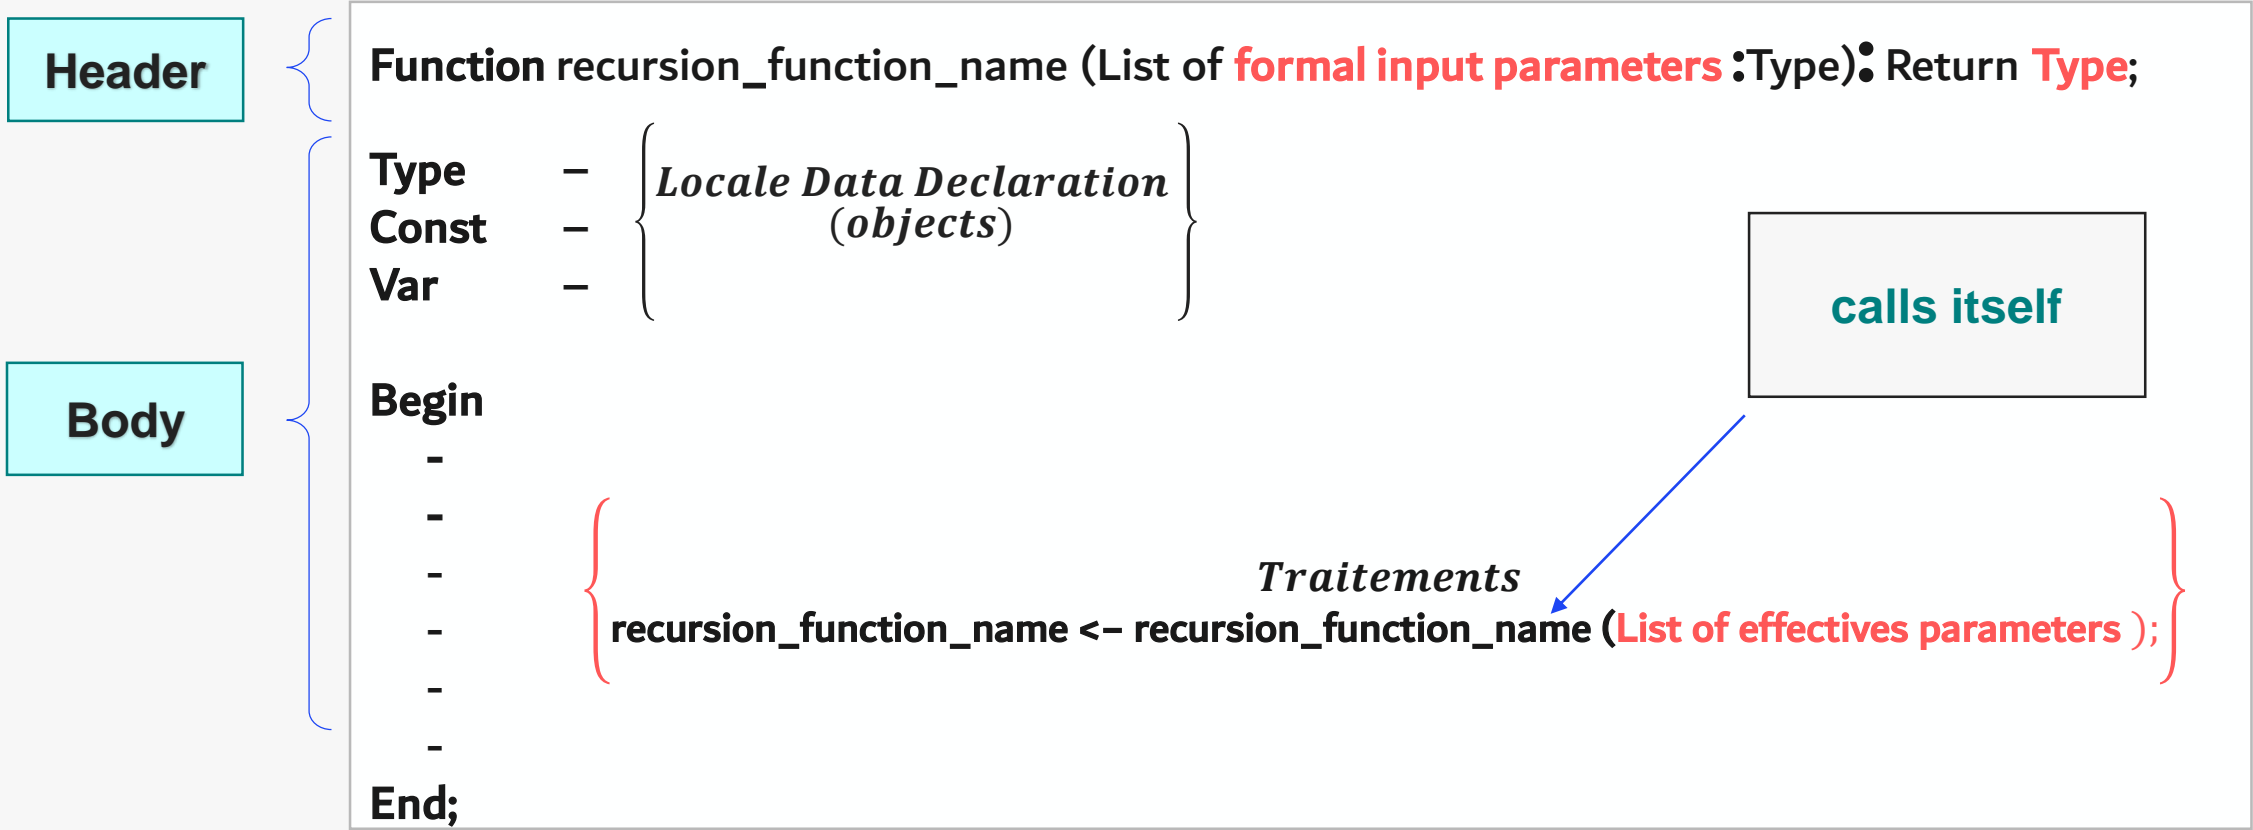 Header
Function recursion_function_name (List of formal input parameters :Type): Return Type;
Type –
Const –
Var –
Locale Data Declaration
(objects)
calls itself
Body
Begin
-
-
-
Traitements
- recursion_function_name <– recursion_function_name (List of effectives parameters );
-
-
End;